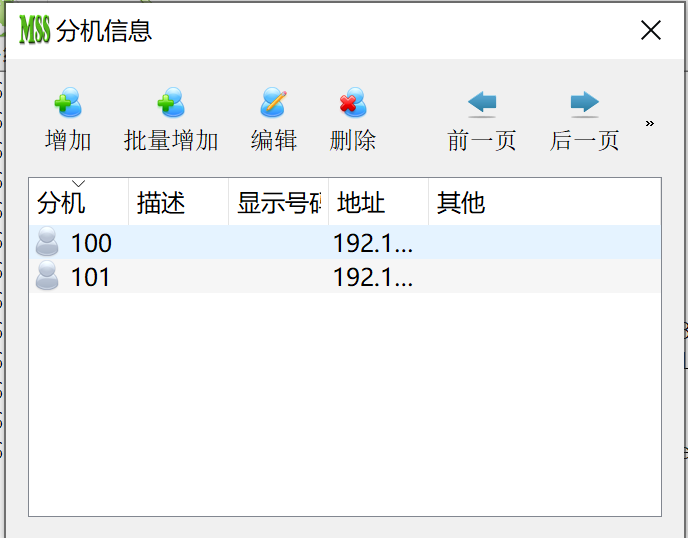 MSS 分机信息
增加 批量增加 编辑 删除 前一页 后一页 »
分机 描述 显示号码 地址 其他
100 192.1...
101 192.1...